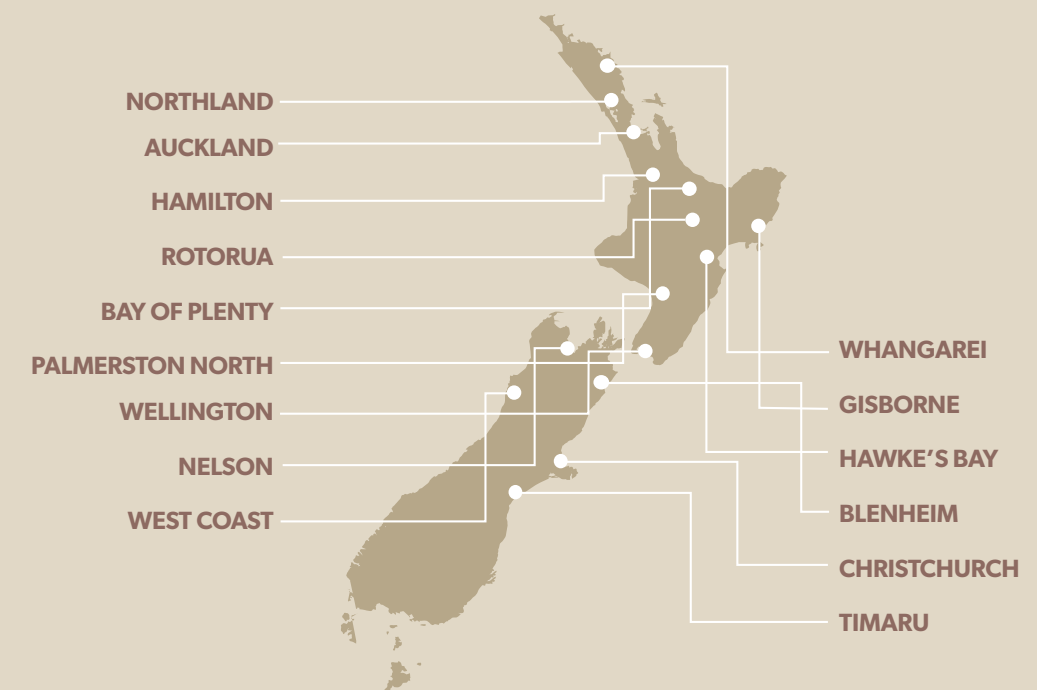 NORTHLAND
AUCKLAND
HAMILTON
ROTORUA
BAY OF PLENTY
PALMERSTON NORTH
WELLINGTON
NELSON
WEST COAST
WHANGAREI
GISBORNE
HAWKE’S BAY
BLENHEIM
CHRISTCHURCH
TIMARU